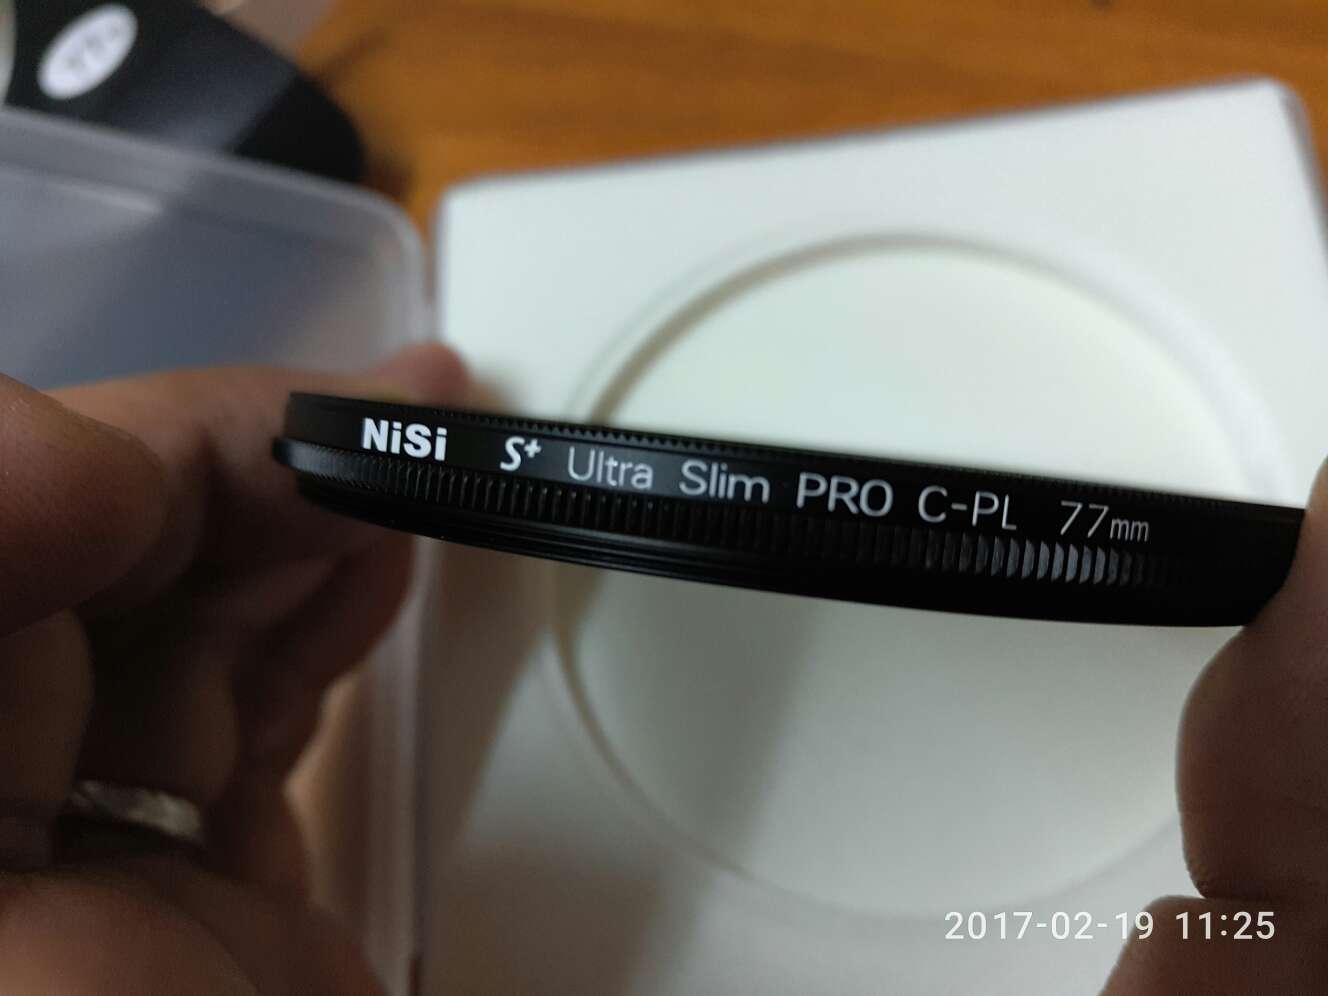 NiSi S+ Ultra Slim PRO C-PL 77mm
2017-02-19 11:25